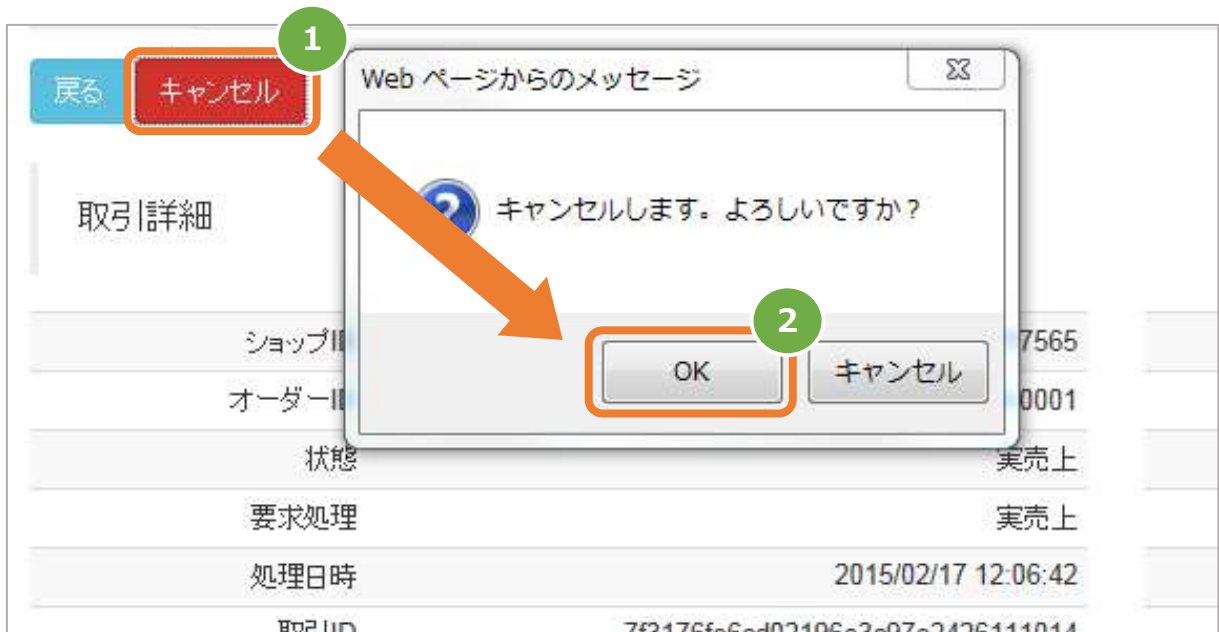 1
戻る キャンセル
Web ページからのメッセージ
取引詳細
キャンセルします。よろしいですか？
2
OK キャンセル
ショップI 7565
オーダーI 0001
状態 実売上
要求処理 実売上
処理日時 2015/02/17 12:06:42
取引ID